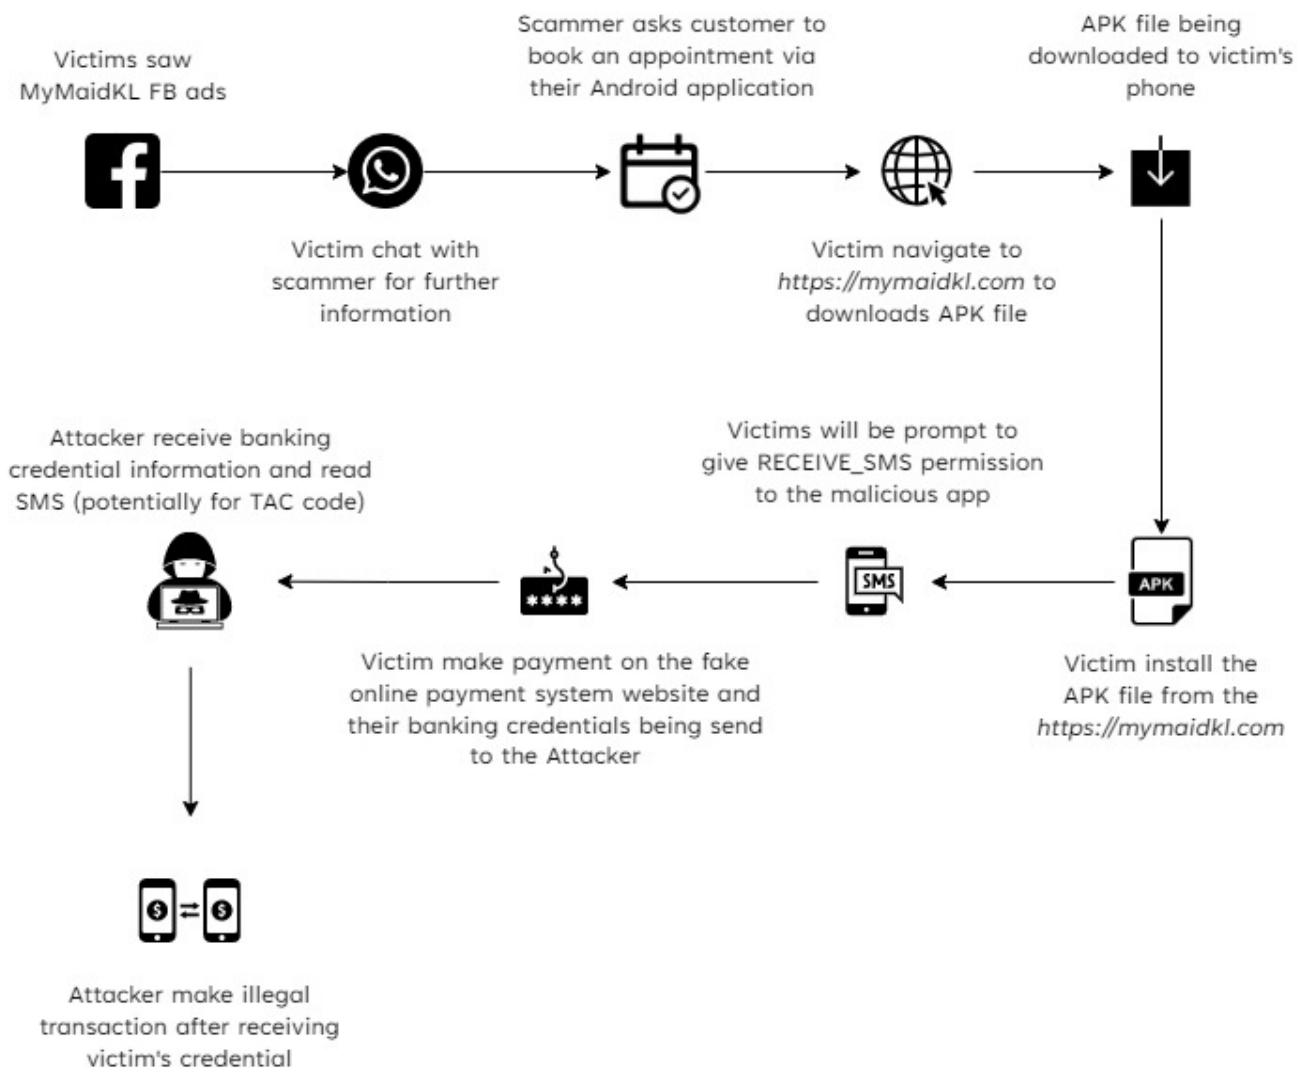 Victims saw
MyMaidKL FB ads
Victim chat with
scammer for further
information
Scammer asks customer to
book an appointment via
their Android application
Victim navigate to
https://mymaidkl.com to
downloads APK file
APK file being
downloaded to victim's
phone
APK
Victim install the
APK file from the
https://mymaidkl.com
Victims will be prompt to
give RECEIVE_SMS permission
to the malicious app
SMS
****
Victim make payment on the fake
online payment system website and
their banking credentials being send
to the Attacker
Attacker receive banking
credential information and read
SMS (potentially for TAC code)
$ $
Attacker make illegal
transaction after receiving
victim's credential